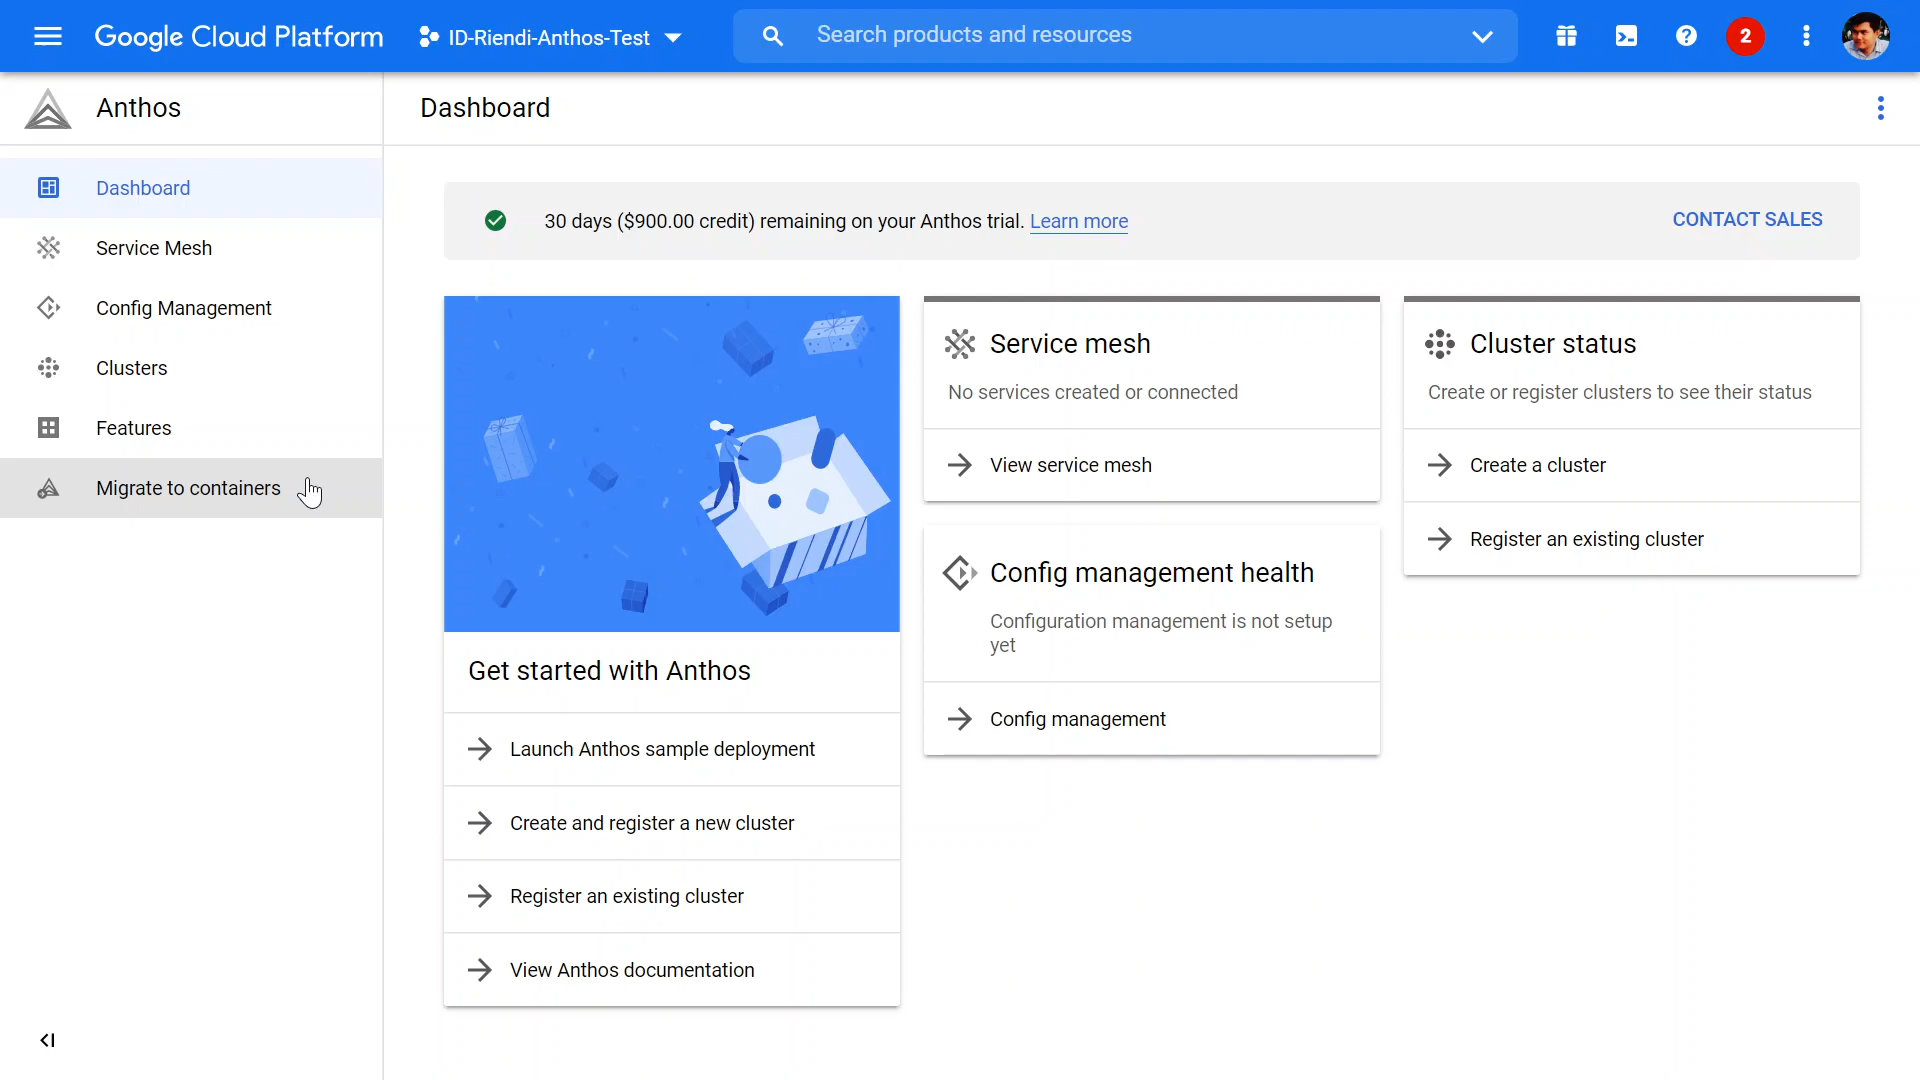 Google Cloud Platform
ID-Riendi-Anthos-Test
Search products and resources
2
Anthos
Dashboard
Dashboard
Service Mesh
Config Management
Clusters
Features
Migrate to containers
30 days ($900.00 credit) remaining on your Anthos trial. Learn more
CONTACT SALES
Get started with Anthos
Launch Anthos sample deployment
Create and register a new cluster
Register an existing cluster
View Anthos documentation
Service mesh
No services created or connected
View service mesh
Config management health
Configuration management is not setup
yet
Config management
Cluster status
Create or register clusters to see their status
Create a cluster
Register an existing cluster